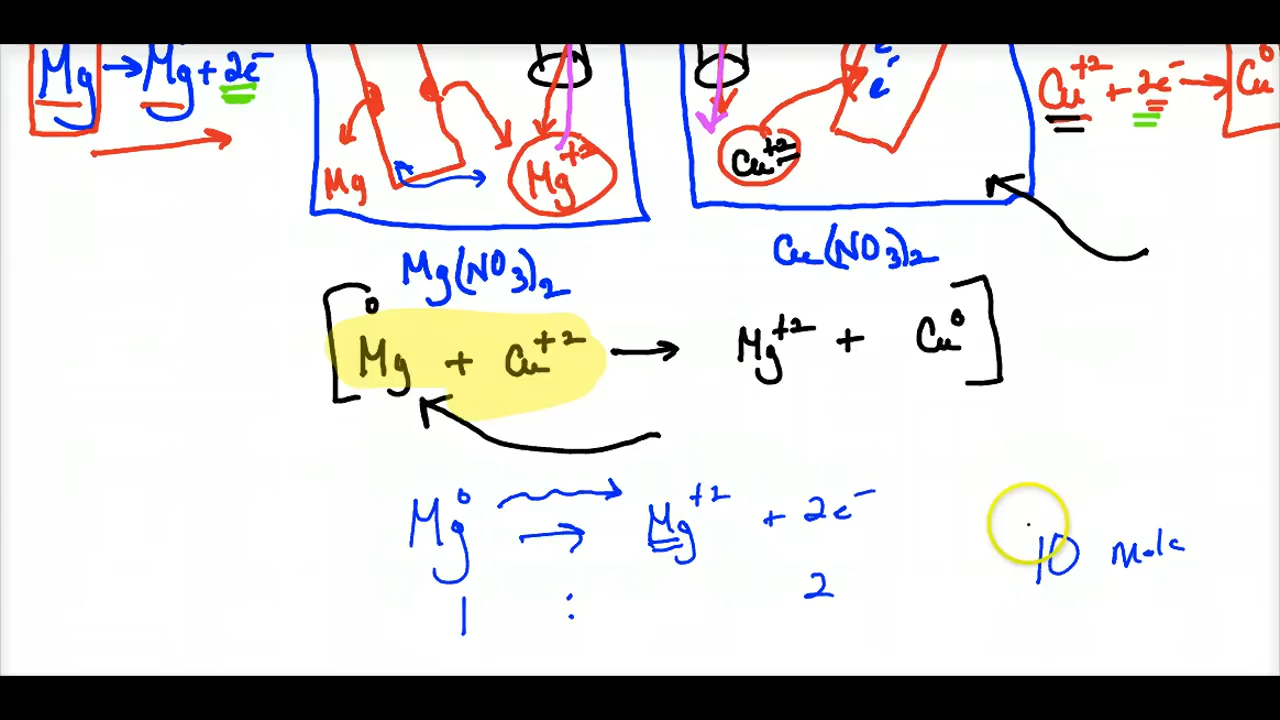 Mg → Mg + 2e⁻
e⁻
e⁻
Cu⁺² + 2e⁻ → Cu⁰
Mg
Mg⁺²
Cu⁺²
Mg(NO₃)₂
Cu(NO₃)₂
[Mg⁰ + Cu⁺² → Mg⁺² + Cu⁰]
Mg⁰ → Mg⁺² + 2e⁻
10 mole
1 : 2